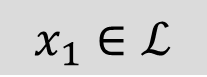 x₁ ∈ ℒ